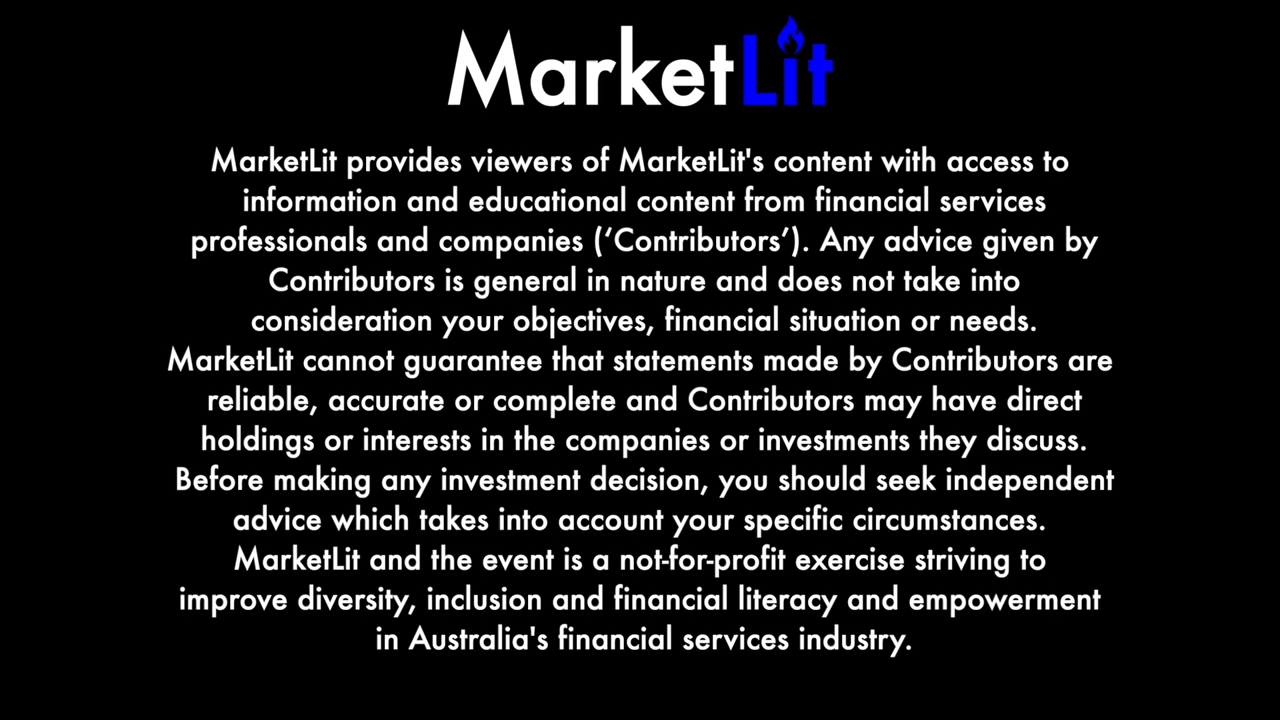 MarketLit
MarketLit provides viewers of MarketLit's content with access to
information and educational content from financial services
professionals and companies (‘Contributors’). Any advice given by
Contributors is general in nature and does not take into
consideration your objectives, financial situation or needs.
MarketLit cannot guarantee that statements made by Contributors are
reliable, accurate or complete and Contributors may have direct
holdings or interests in the companies or investments they discuss.
Before making any investment decision, you should seek independent
advice which takes into account your specific circumstances.
MarketLit and the event is a not-for-profit exercise striving to
improve diversity, inclusion and financial literacy and empowerment
in Australia's financial services industry.